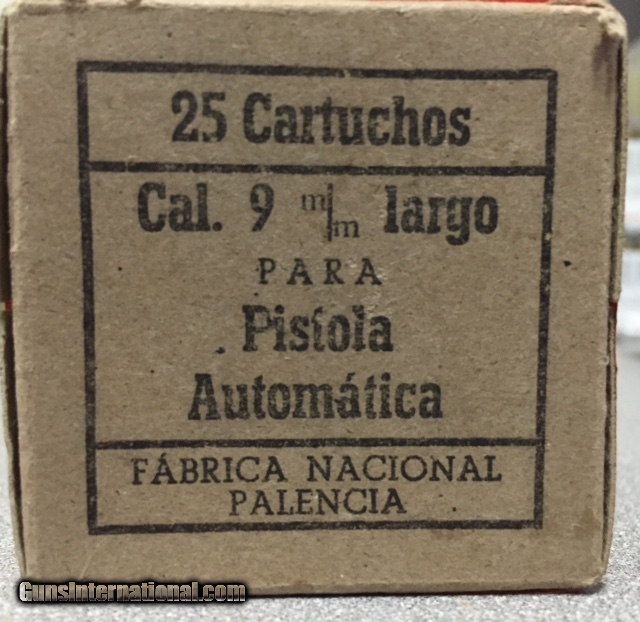 25 Cartuchos
Cal. 9 m/m largo
PARA
Pistola
Automática
FÁBRICA NACIONAL
PALENCIA
GunsInternational.com